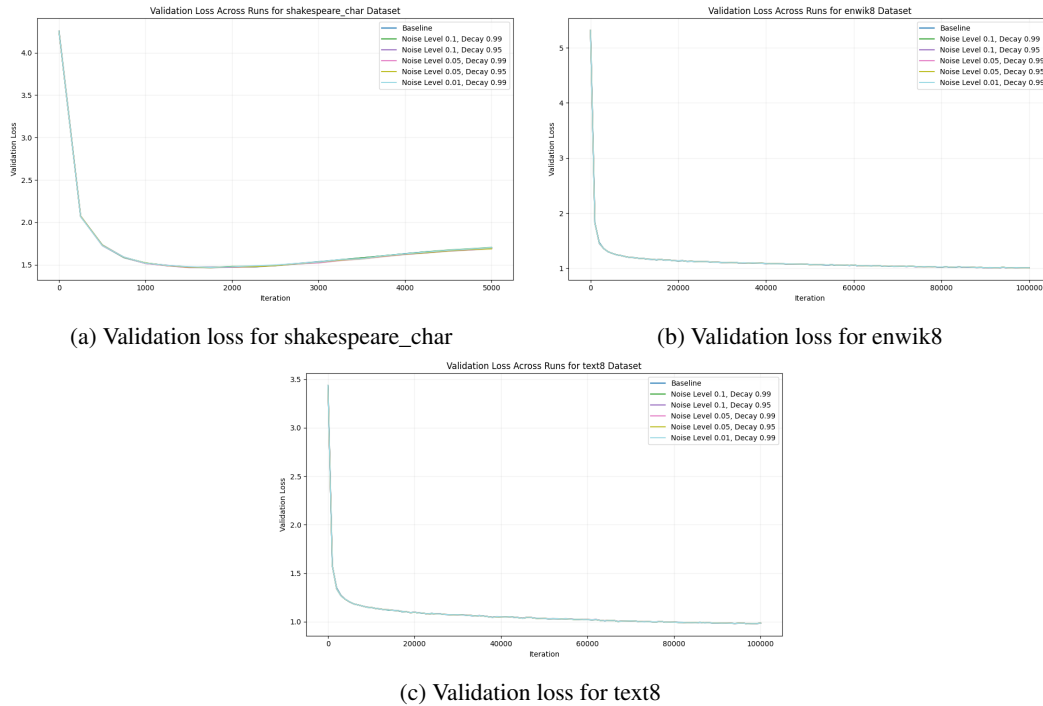 Validation Loss Across Runs for shakespeare_char Dataset
Validation Loss
4.0
3.5
3.0
2.5
2.0
1.5
Baseline
Noise Level 0.1, Decay 0.99
Noise Level 0.1, Decay 0.95
Noise Level 0.05, Decay 0.99
Noise Level 0.05, Decay 0.95
Noise Level 0.01, Decay 0.99
0 1000 2000 3000 4000 5000
Iteration
(a) Validation loss for shakespeare_char
Validation Loss Across Runs for enwik8 Dataset
Validation Loss
5
4
3
2
1
Baseline
Noise Level 0.1, Decay 0.99
Noise Level 0.1, Decay 0.95
Noise Level 0.05, Decay 0.99
Noise Level 0.05, Decay 0.95
Noise Level 0.01, Decay 0.99
0 20000 40000 60000 80000 100000
Iteration
(b) Validation loss for enwik8
Validation Loss Across Runs for text8 Dataset
Validation Loss
3.5
3.0
2.5
2.0
1.5
1.0
Baseline
Noise Level 0.1, Decay 0.99
Noise Level 0.1, Decay 0.95
Noise Level 0.05, Decay 0.99
Noise Level 0.05, Decay 0.95
Noise Level 0.01, Decay 0.99
0 20000 40000 60000 80000 100000
Iteration
(c) Validation loss for text8